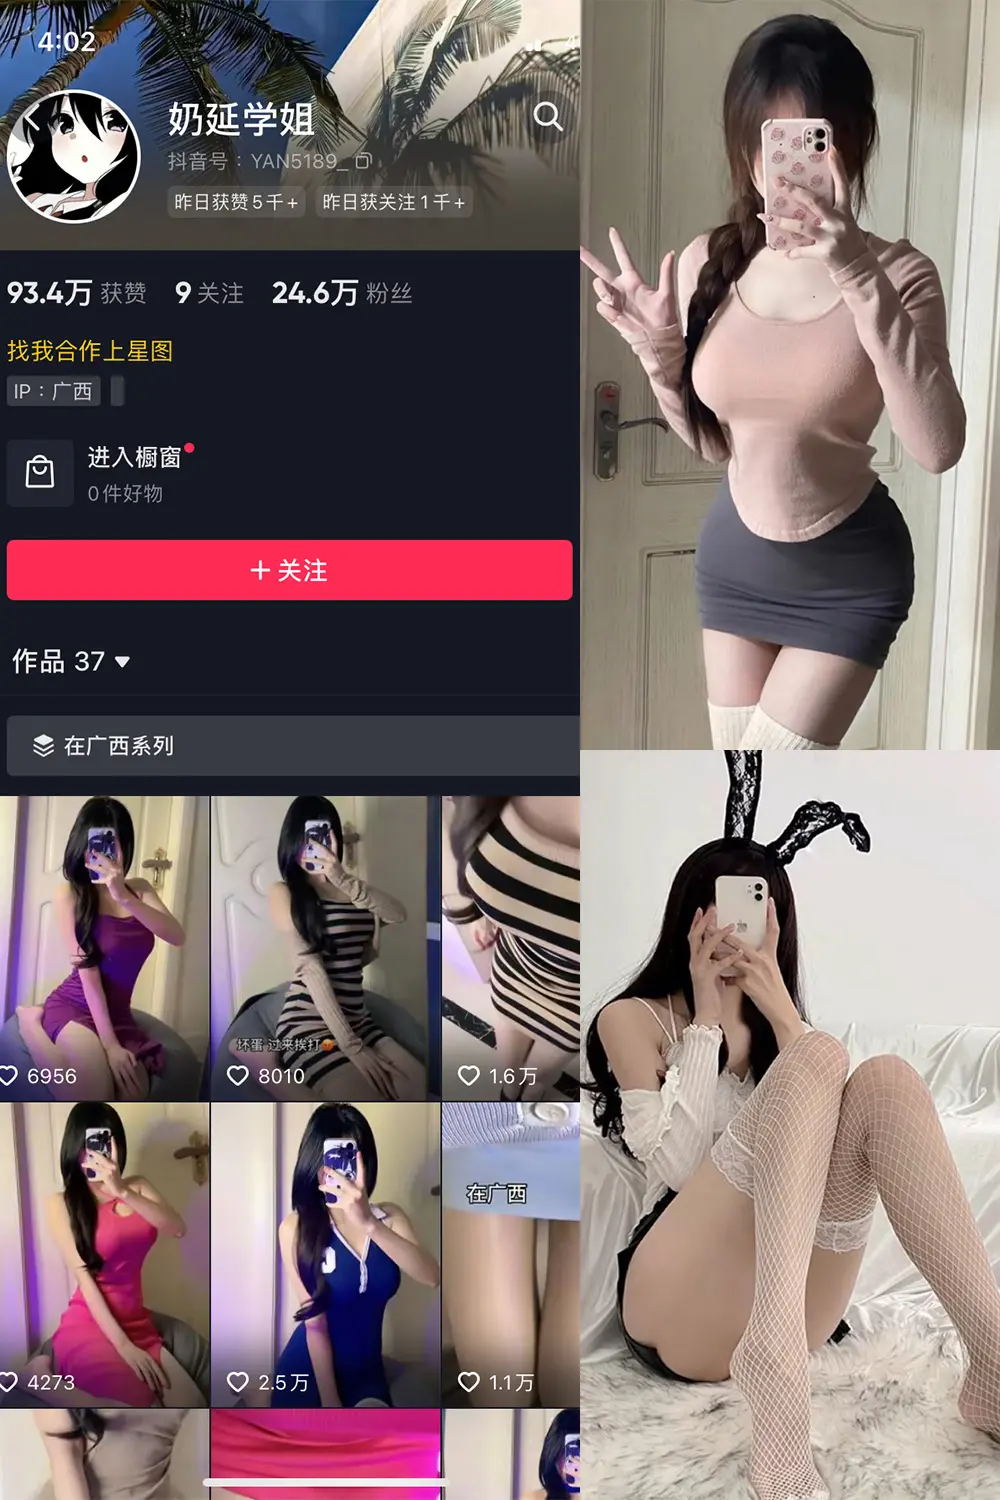 4:02
奶延学姐
抖音号：YAN5189_
昨日获赞5千+ 昨日获关注1千+
93.4万 获赞 9 关注 24.6万 粉丝
找我合作上星图
IP：广西
进入橱窗
0件好物
+ 关注
作品 37
在广西系列
坏蛋 过来挨打
6956 8010 1.6万
在广西
4273 2.5万 1.1万